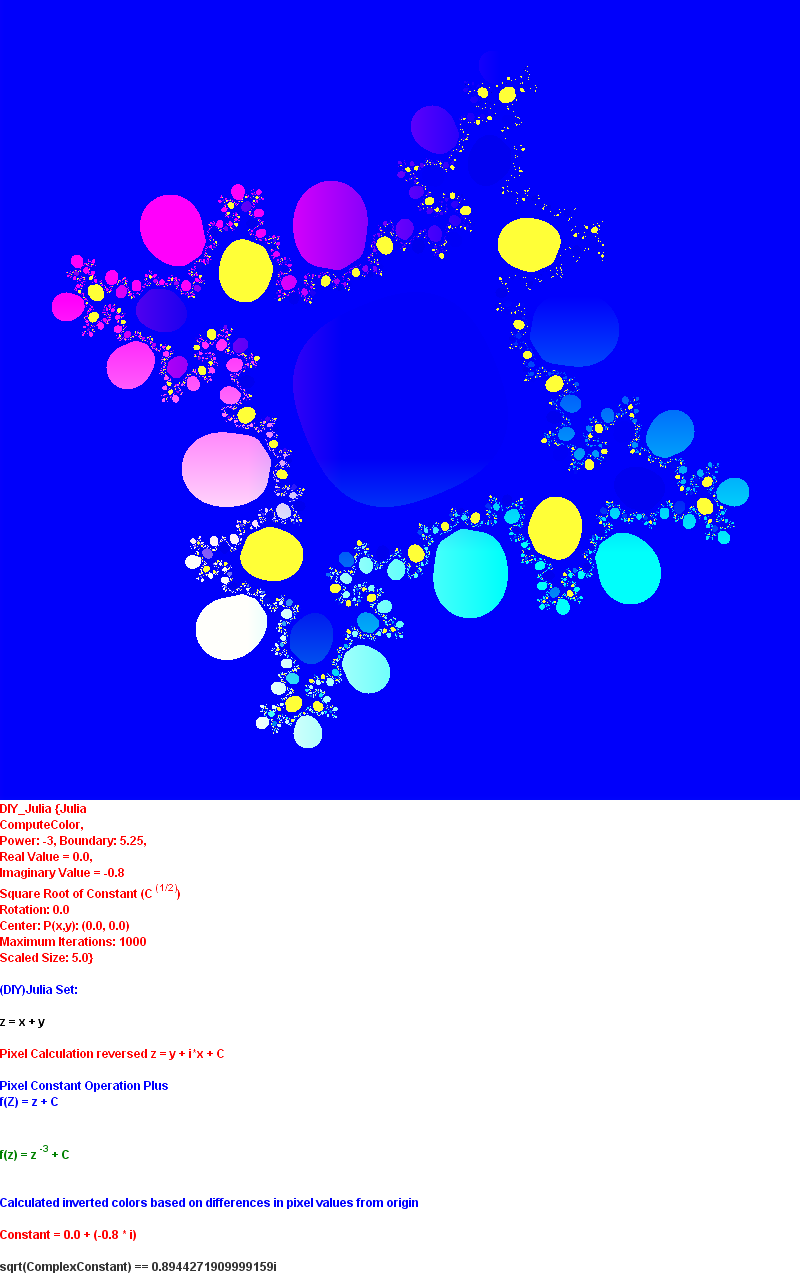 DIY_Julia {Julia
ComputeColor,
Power: -3, Boundary: 5.25,
Real Value = 0.0,
Imaginary Value = -0.8
Square Root of Constant (C (1/2))
Rotation: 0.0
Center: P(x,y): (0.0, 0.0)
Maximum Iterations: 1000
Scaled Size: 5.0}
(DIY)Julia Set:
z = x + y
Pixel Calculation reversed z = y + i*x + C
Pixel Constant Operation Plus
f(Z) = z + C
f(z) = z -3 + C
Calculated inverted colors based on differences in pixel values from origin
Constant = 0.0 + (-0.8 * i)
sqrt(ComplexConstant) == 0.8944271909999159i